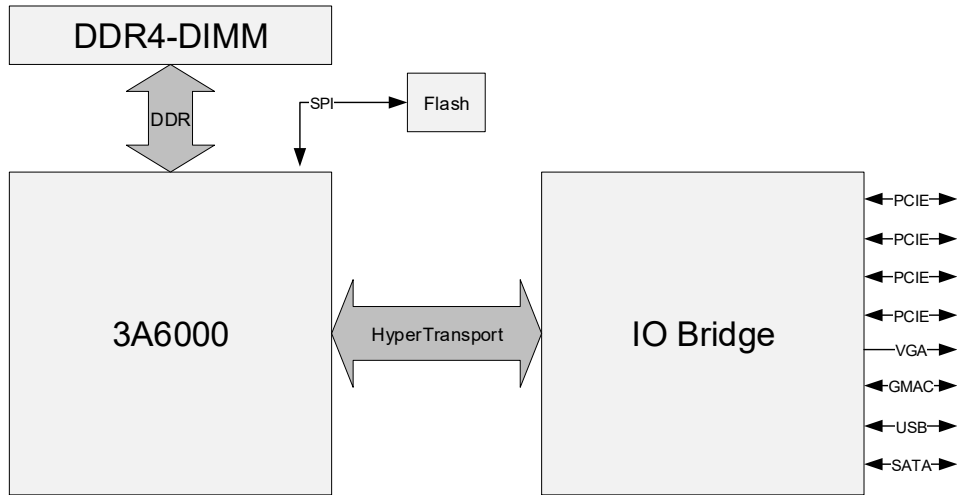 DDR4-DIMM
DDR
SPI
Flash
3A6000
HyperTransport
IO Bridge
PCIE
PCIE
PCIE
PCIE
VGA
GMAC
USB
SATA